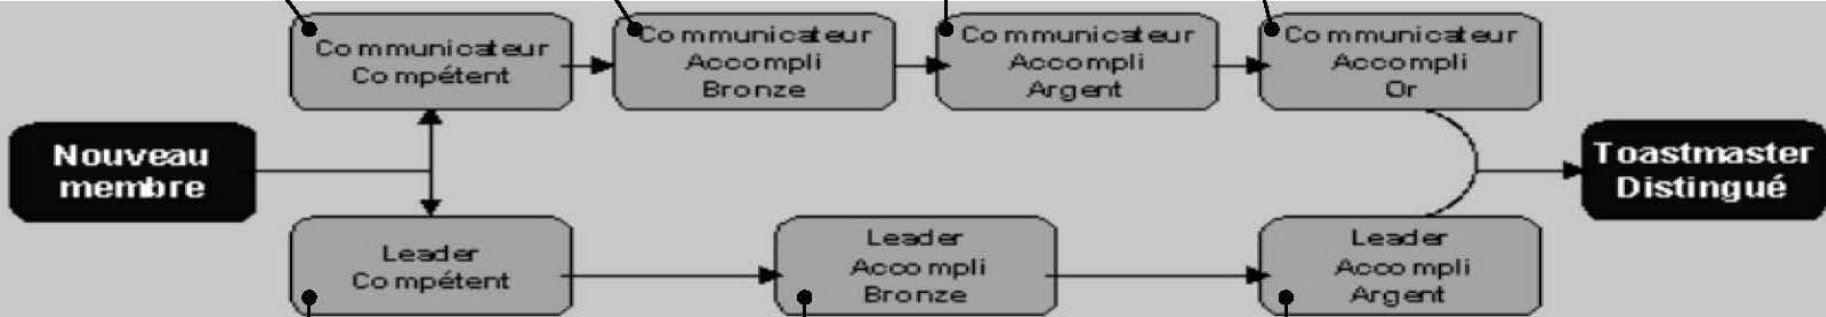 Communicateur
Compétent
Communicateur
Accompli
Bronze
Communicateur
Accompli
Argent
Communicateur
Accompli
Or
Nouveau
membre
Toastmaster
Distingué
Leader
Compétent
Leader
Accompli
Bronze
Leader
Accompli
Argent